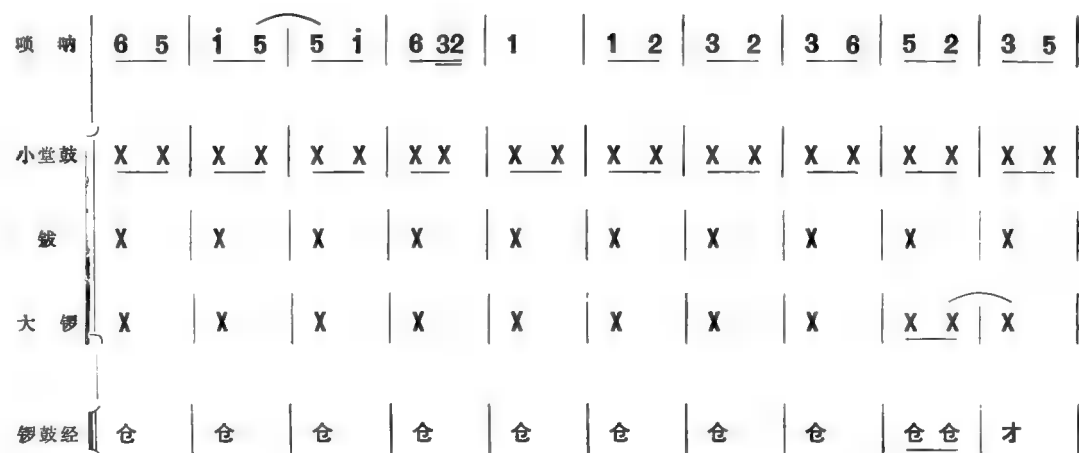 唢 呐 6 5 | i 5 | 5 i | 6 32 | 1 | 1 2 | 3 2 | 3 6 | 5 2 | 3 5 |
小堂鼓 X X | X X | X X | X X | X X | X X | X X | X X | X X | X X |
钹 X | X | X | X | X | X | X | X | X | X |
大 锣 X | X | X | X | X | X | X | X | X X | X |
锣鼓经 仓 | 仓 | 仓 | 仓 | 仓 | 仓 | 仓 | 仓 | 仓 仓 | 才 |